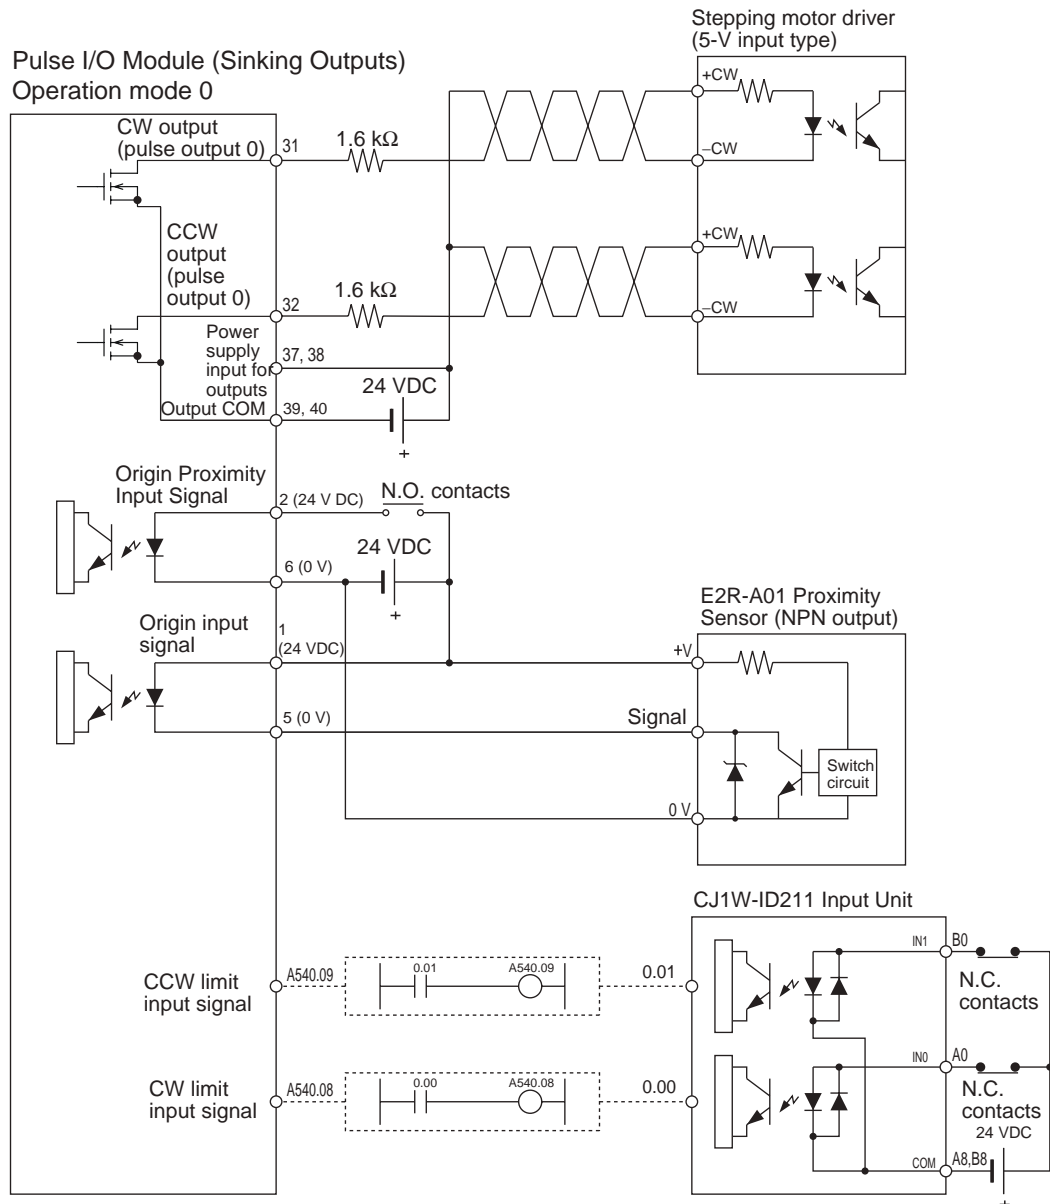 Stepping motor driver
(5-V input type)
Pulse I/O Module (Sinking Outputs)
Operation mode 0
CW output
(pulse output 0)
31
1.6 kΩ
+CW
−CW
CCW
output
(pulse
output 0)
32
1.6 kΩ
+CW
−CW
Power
supply
input for
outputs
37, 38
24 VDC
Output COM
39, 40
+
Origin Proximity
Input Signal
2 (24 V DC)
N.O. contacts
24 VDC
6 (0 V)
+
E2R-A01 Proximity
Sensor (NPN output)
Origin input
signal
1
(24 VDC)
+V
5 (0 V)
Signal
Switch
circuit
0 V
CJ1W-ID211 Input Unit
IN1
B0
N.C.
contacts
CCW limit
input signal
A540.09
0.01
A540.09
0.01
IN0
A0
N.C.
contacts
24 VDC
CW limit
input signal
A540.08
0.00
A540.08
0.00
COM
A8,B8
+